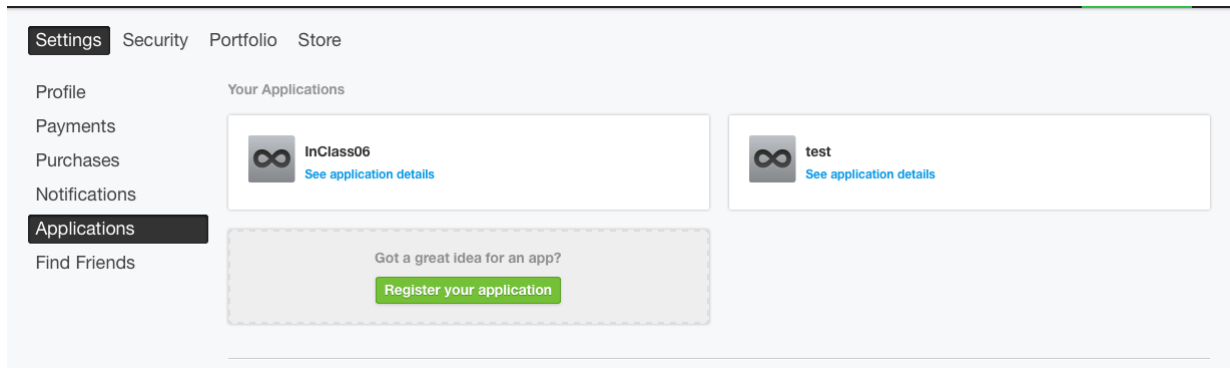 Settings Security Portfolio Store
Profile
Payments
Purchases
Notifications
Applications
Find Friends
Your Applications
InClass06
See application details
test
See application details
Got a great idea for an app?
Register your application